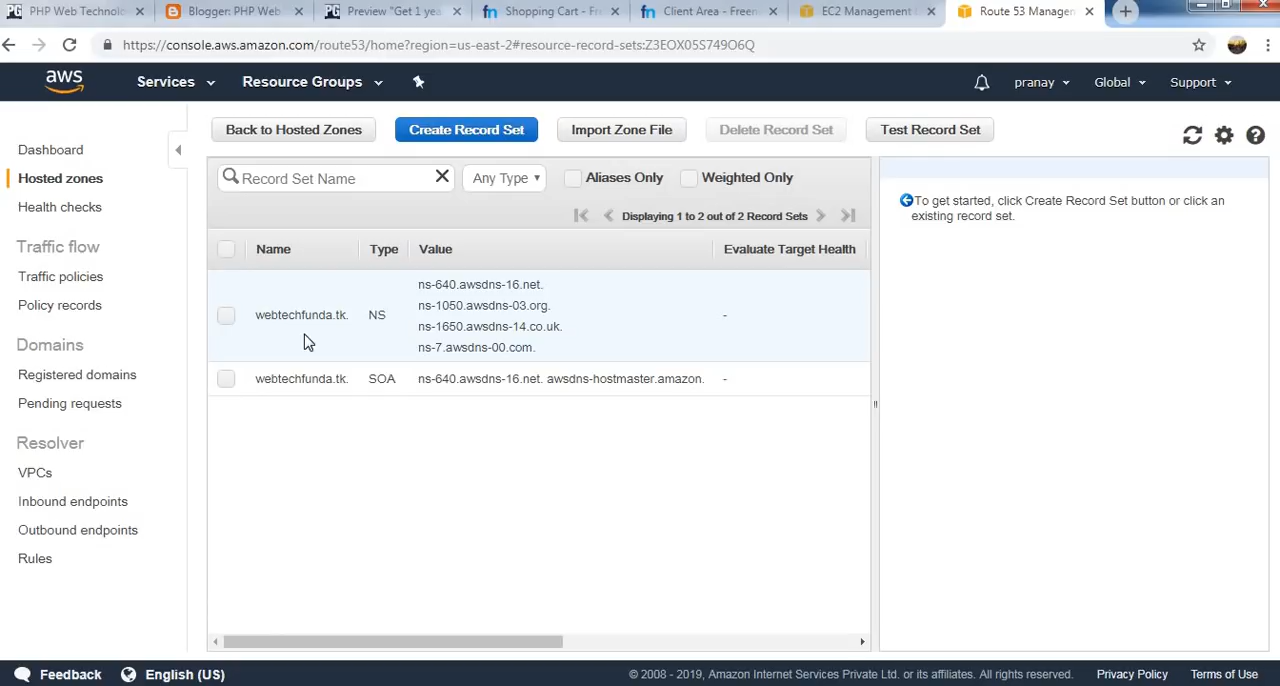 PHP Web Technolo
Blogger: PHP Web
Preview "Get 1 yea
Shopping Cart - Fr
Client Area - Freen
EC2 Management
Route 53 Managem
https://console.aws.amazon.com/route53/home?region=us-east-2#resource-record-sets:Z3EOX05S749O6Q
aws Services Resource Groups pranay Global Support
Back to Hosted Zones Create Record Set Import Zone File Delete Record Set Test Record Set
Dashboard
Hosted zones
Health checks
Traffic flow
Traffic policies
Policy records
Domains
Registered domains
Pending requests
Resolver
VPCs
Inbound endpoints
Outbound endpoints
Rules
Record Set Name Any Type Aliases Only Weighted Only
Displaying 1 to 2 out of 2 Record Sets
Name Type Value Evaluate Target Health
webtechfunda.tk. NS
ns-640.awsdns-16.net.
ns-1050.awsdns-03.org.
ns-1650.awsdns-14.co.uk.
ns-7.awsdns-00.com.
-
webtechfunda.tk. SOA ns-640.awsdns-16.net. awsdns-hostmaster.amazon. -
To get started, click Create Record Set button or click an
existing record set.
Feedback English (US) © 2008 - 2019, Amazon Internet Services Private Ltd. or its affiliates. All rights reserved. Privacy Policy Terms of Use